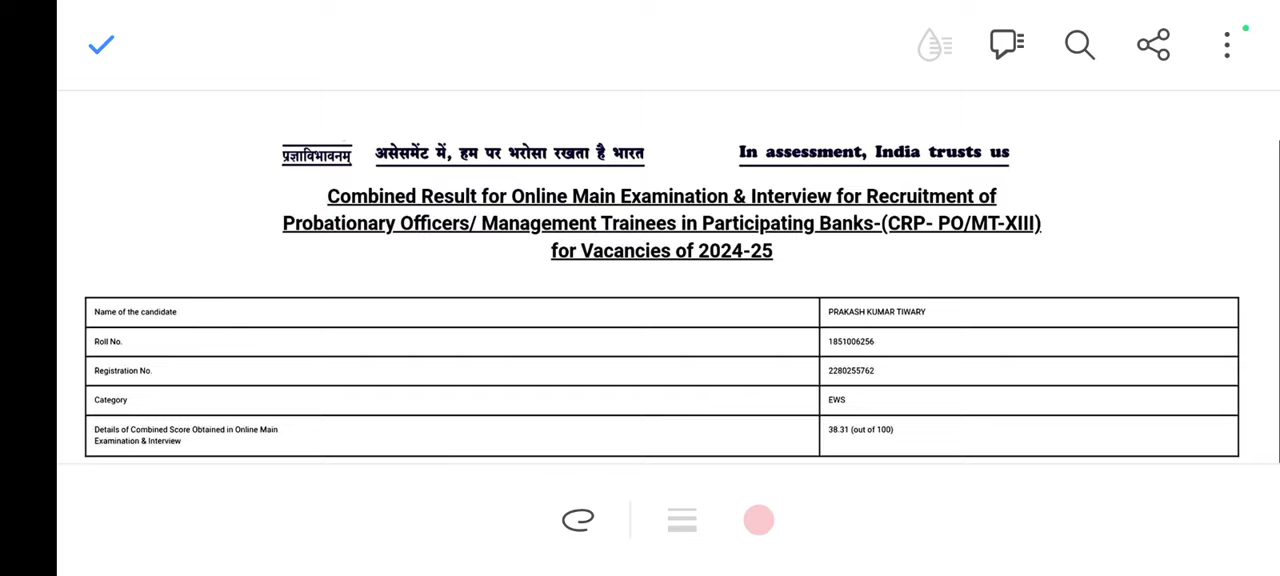 प्रज्ञाविभावनम् असेसमेंट में, हम पर भरोसा रखता है भारत In assessment, India trusts us
Combined Result for Online Main Examination & Interview for Recruitment of
Probationary Officers/ Management Trainees in Participating Banks-(CRP- PO/MT-XIII)
for Vacancies of 2024-25
Name of the candidate PRAKASH KUMAR TIWARY
Roll No. 1851006256
Registration No. 2280255762
Category EWS
Details of Combined Score Obtained in Online Main 38.31 (out of 100)
Examination & Interview